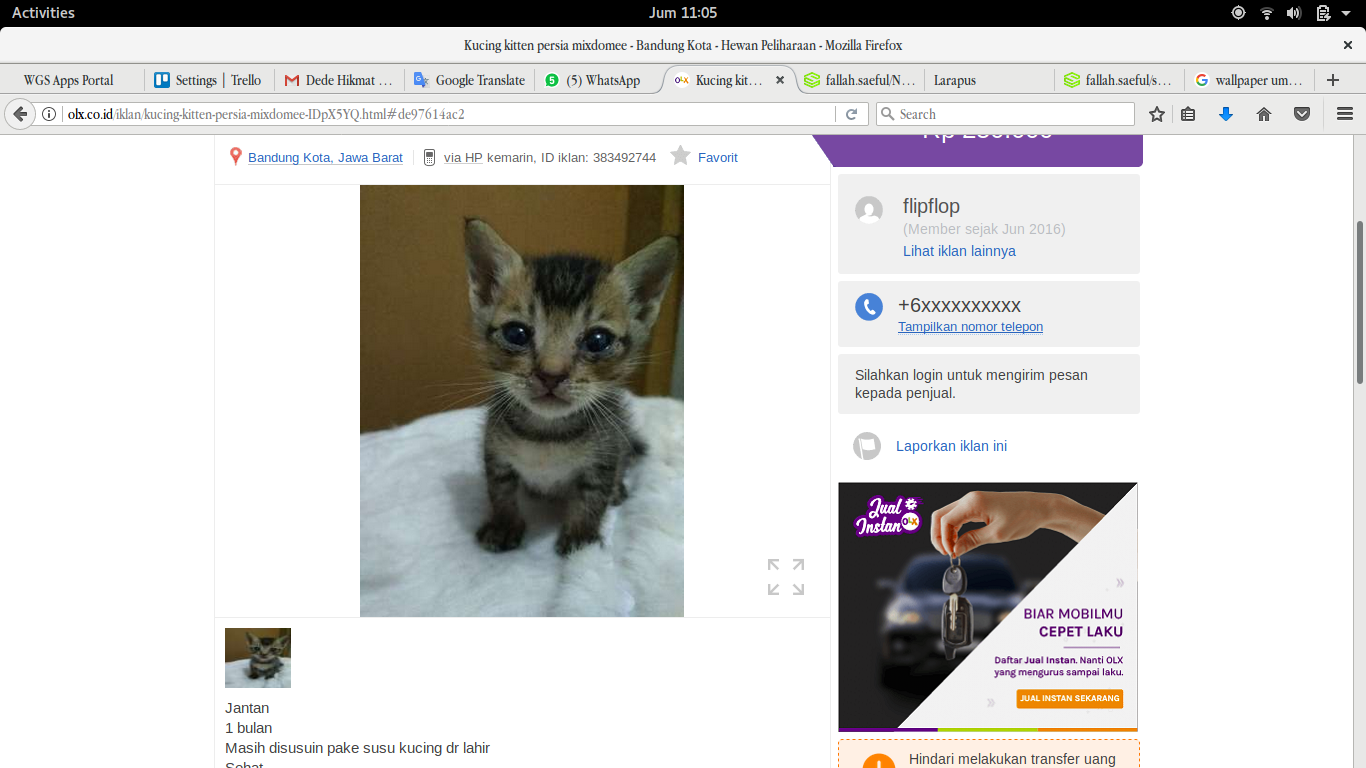 Activities
Jum 11:05
Kucing kitten persia mixdomee - Bandung Kota - Hewan Peliharaan - Mozilla Firefox
WGS Apps Portal
Settings | Trello
Dede Hikmat …
Google Translate
(5) WhatsApp
Kucing kit…
fallah.saeful/N…
Larapus
fallah.saeful/s…
wallpaper um…
olx.co.id/iklan/kucing-kitten-persia-mixdomee-IDpX5YQ.html#de97614ac2
Search
Bandung Kota, Jawa Barat
via HP kemarin, ID iklan: 383492744
Favorit
Jantan
1 bulan
Masih disusuin pake susu kucing dr lahir
Sehat
Rp
flipflop
(Member sejak Jun 2016)
Lihat iklan lainnya
+6xxxxxxxxxx
Tampilkan nomor telepon
Silahkan login untuk mengirim pesan
kepada penjual.
Laporkan iklan ini
Jual
Instan OLX
BIAR MOBILMU
CEPET LAKU
Daftar Jual Instan. Nanti OLX
yang mengurus sampai laku.
JUAL INSTAN SEKARANG
Hindari melakukan transfer uang